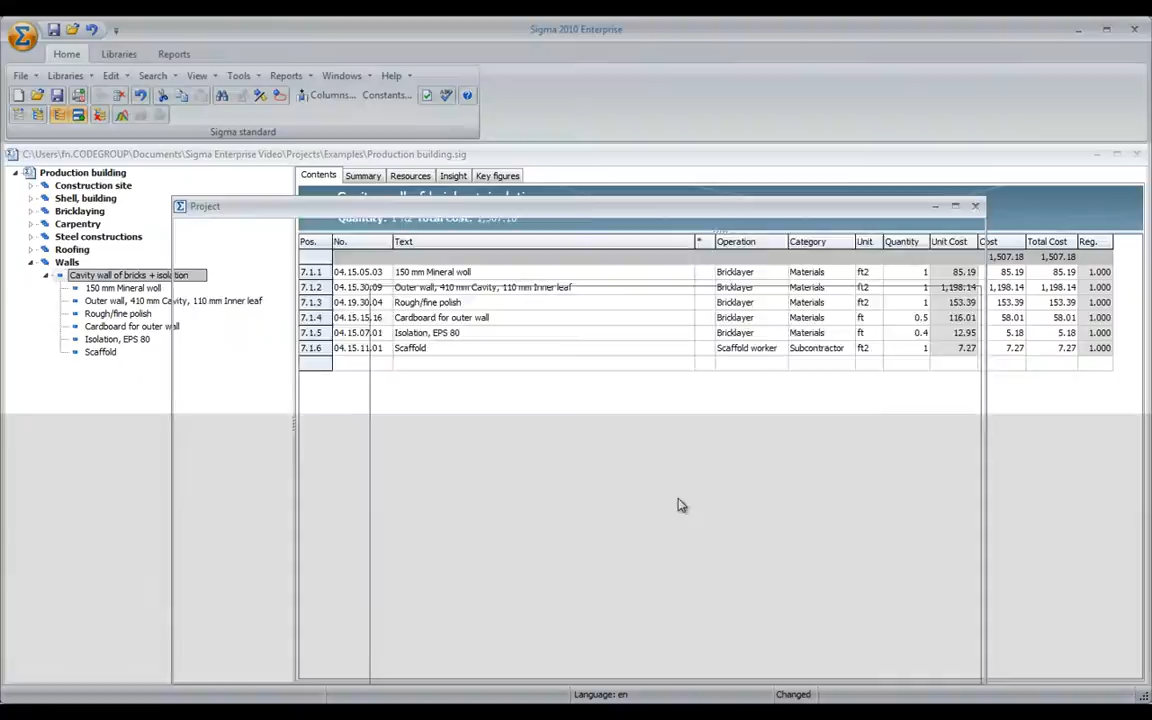 Sigma 2010 Enterprise
Home Libraries Reports
File Libraries Edit Search View Tools Reports Windows Help
Columns... Constants...
Sigma standard
C:\Users\fn.CODEGROUP\Documents\Sigma Enterprise Video\Projects\Examples\Production building.sig
Production building
Construction site
Shell, building
Bricklaying
Carpentry
Steel constructions
Roofing
Walls
Cavity wall of bricks + isolation
150 mm Mineral woll
Outer wall, 410 mm Cavity, 110 mm Inner leaf
Rough/fine polish
Cardboard for outer wall
Isolation, EPS 80
Scaffold
Contents Summary Resources Insight Key figures
Project
Quantity: 1 ft2 Total Cost: 1,507.18
Pos. No. Text * Operation Category Unit Quantity Unit Cost Cost Total Cost Reg.
1,507.18 1,507.18
7.1.1 04.15.05.03 150 mm Mineral woll Bricklayer Materials ft2 1 85.19 85.19 85.19 1.000
7.1.2 04.15.30.09 Outer wall, 410 mm Cavity, 110 mm Inner leaf Bricklayer Materials ft2 1 1,198.14 1,198.14 1,198.14 1.000
7.1.3 04.19.30.04 Rough/fine polish Bricklayer Materials ft2 1 153.39 153.39 153.39 1.000
7.1.4 04.15.15.16 Cardboard for outer wall Bricklayer Materials ft 0.5 116.01 58.01 58.01 1.000
7.1.5 04.15.07.01 Isolation, EPS 80 Bricklayer Materials ft 0.4 12.95 5.18 5.18 1.000
7.1.6 04.15.11.01 Scaffold Scaffold worker Subcontractor ft2 1 7.27 7.27 7.27 1.000
Language: en Changed